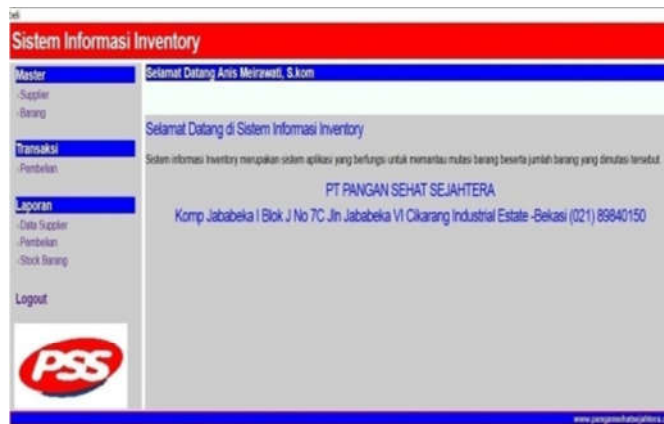 beli
Sistem Informasi Inventory
Master
-Supplier
-Barang
Transaksi
-Pembelian
Laporan
-Data Supplier
-Pembelian
-Stock Barang
Logout
PSS
Selamat Datang Anis Meirawati, S.kom
Selamat Datang di Sistem Informasi Inventory
Sistem informasi Inventory merupakan sistem aplikasi yang berfungsi untuk memantau mutasi barang beserta jumlah barang yang dimutasi tersebut.
PT PANGAN SEHAT SEJAHTERA
Komp Jababeka I Blok J No 7C Jln Jababeka VI Cikarang Industrial Estate -Bekasi (021) 89840150